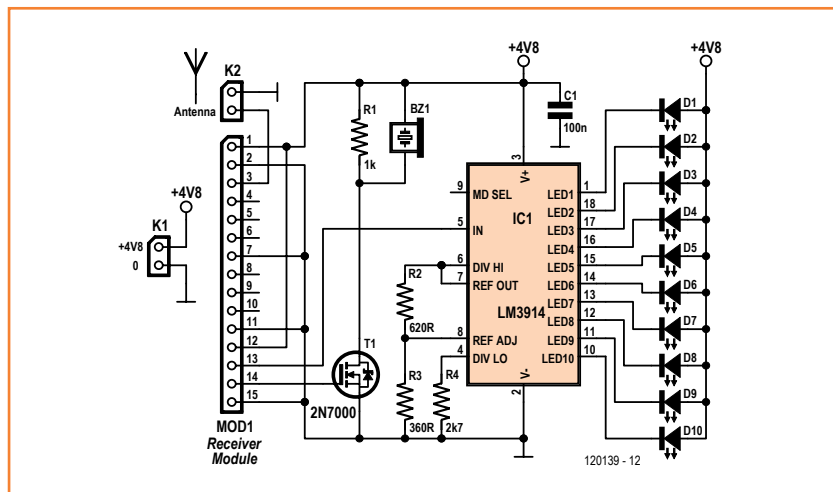 +4V8
+4V8
K2
Antenna
R1
1k
BZ1
C1
100n
D1
D2
D3
D4
D5
D6
D7
D8
D9
D10
MOD1
Receiver
Module
1
2
3
4
5
6
7
8
9
10
11
12
13
14
15
+4V8
K1
+4V8
0
T1
2N7000
R2
620R
R3
360R
R4
2k7
3
V+
9
MD SEL
IC1
5
IN
6
DIV HI
7
REF OUT
LM3914
8
REF ADJ
4
DIV LO
V-
2
LED1
1
LED2
18
LED3
17
LED4
16
LED5
15
LED6
14
LED7
13
LED8
12
LED9
11
LED10
10
120139 - 12